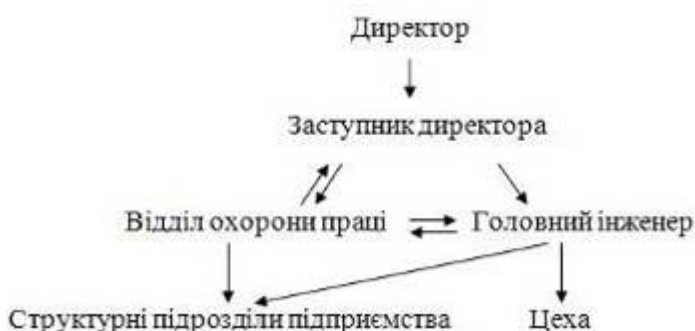 Директор
Заступник директора
Відділ охорони праці Головний інженер
Структурні підрозділи підприємства Цеха